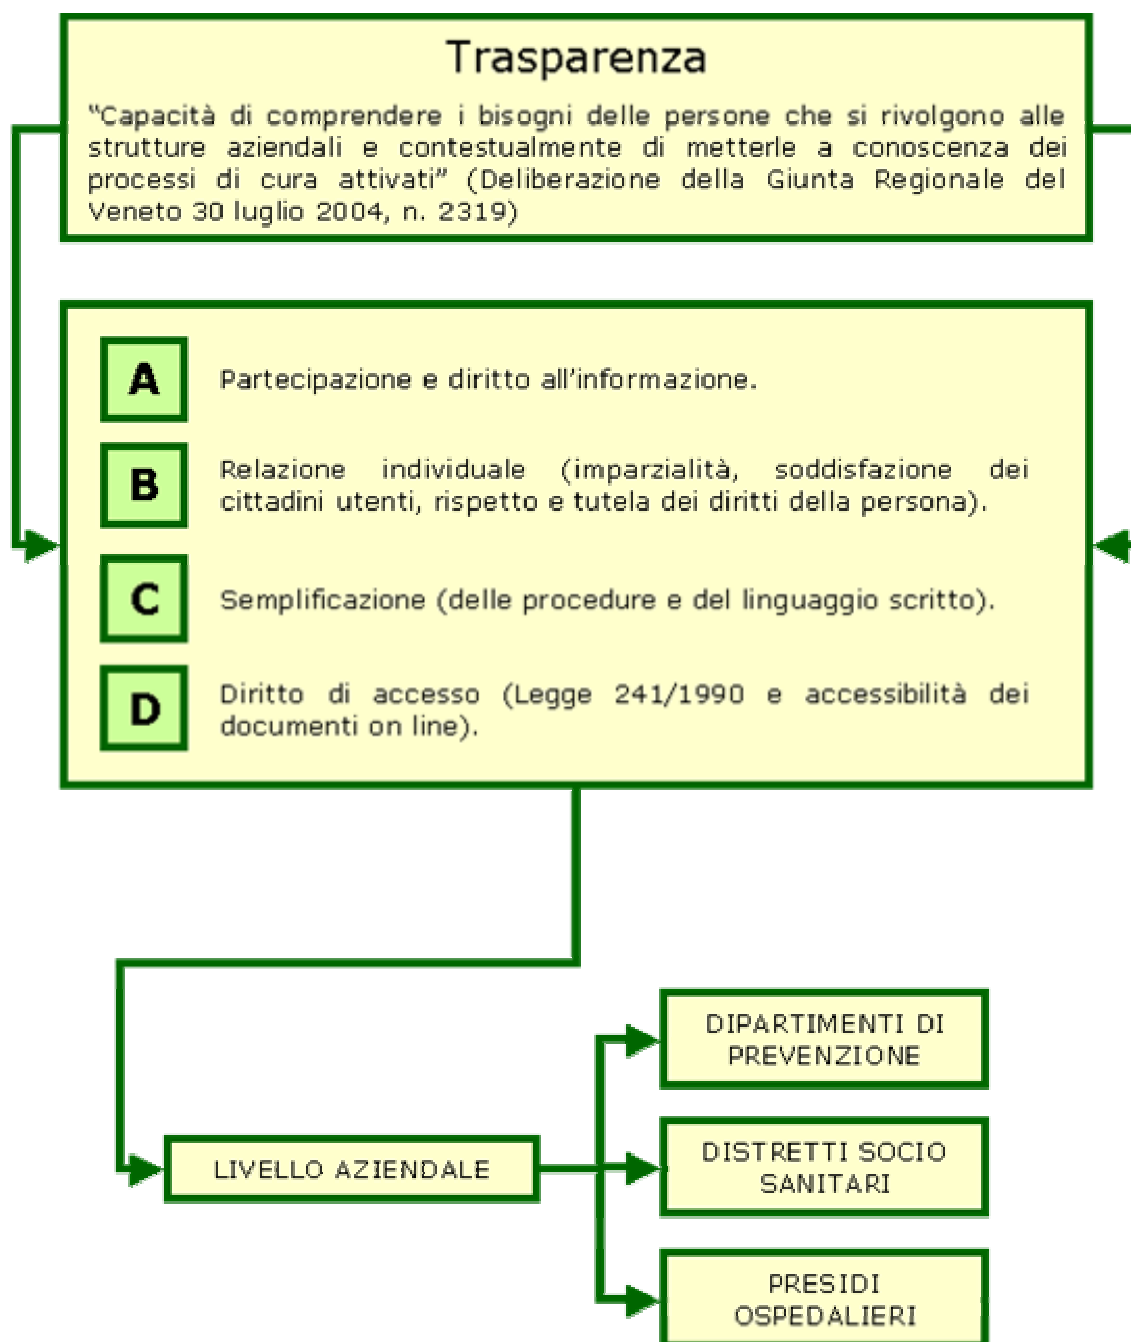 Trasparenza
“Capacità di comprendere i bisogni delle persone che si rivolgono alle
strutture aziendali e contestualmente di metterle a conoscenza dei
processi di cura attivati” (Deliberazione della Giunta Regionale del
Veneto 30 luglio 2004, n. 2319)
A
Partecipazione e diritto all’informazione.
B
Relazione individuale (imparzialità, soddisfazione dei
cittadini utenti, rispetto e tutela dei diritti della persona).
C
Semplificazione (delle procedure e del linguaggio scritto).
D
Diritto di accesso (Legge 241/1990 e accessibilità dei
documenti on line).
DIPARTIMENTI DI
PREVENZIONE
LIVELLO AZIENDALE
DISTRETTI SOCIO
SANITARI
PRESIDI
OSPEDALIERI